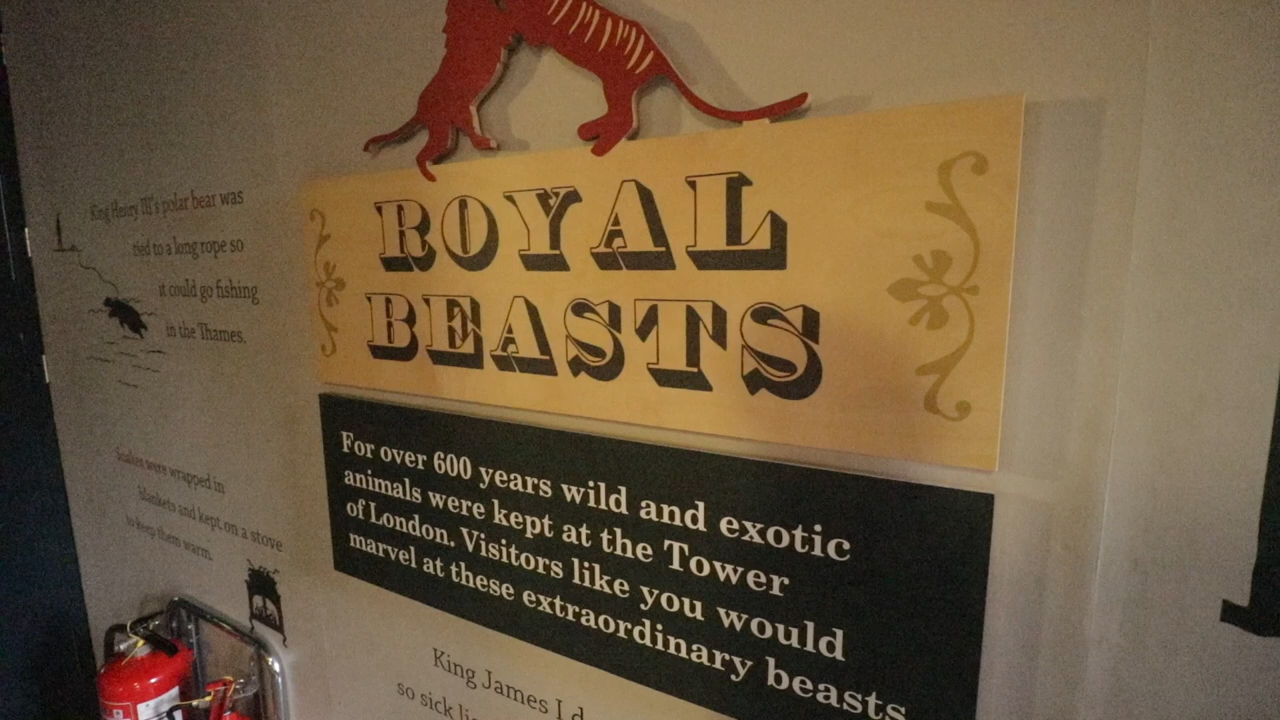 King Henry III's polar bear was
tied to a long rope so
it could go fishing
in the Thames.
Snakes were wrapped in
blankets and kept on a stove
to keep them warm.
ROYAL
BEASTS
For over 600 years wild and exotic
animals were kept at the Tower
of London. Visitors like you would
marvel at these extraordinary beasts
King James I d
so sick